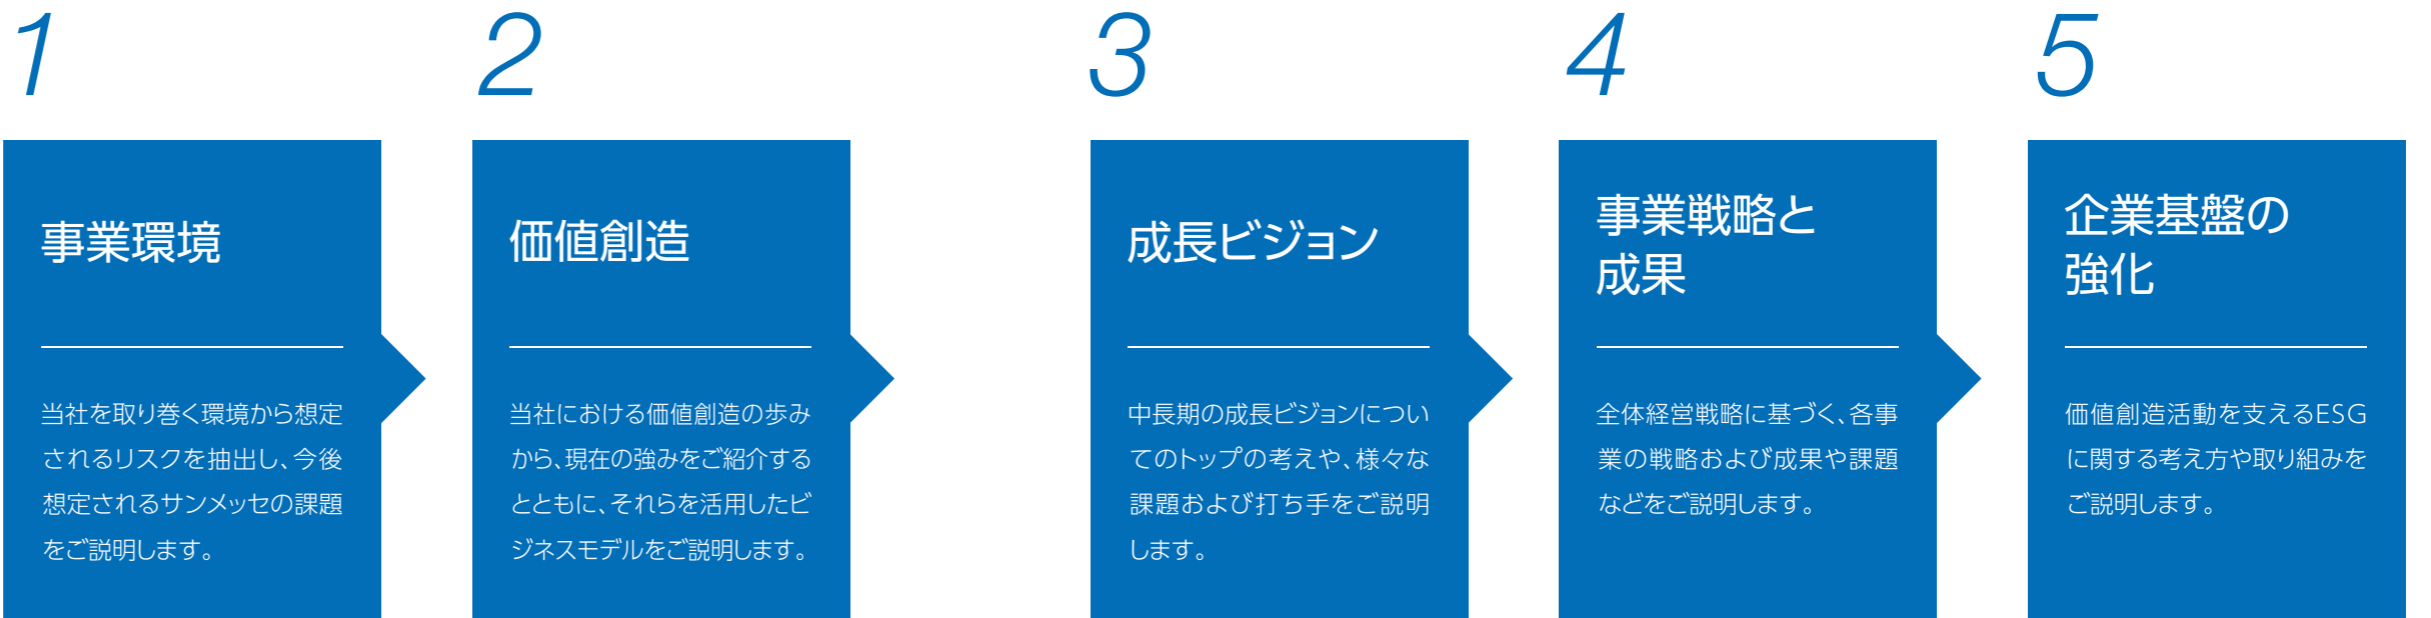 1
事業環境
当社を取り巻く環境から想定
されるリスクを抽出し、今後
想定されるサンメッセの課題
をご説明します。
2
価値創造
当社における価値創造の歩み
から、現在の強みをご紹介する
とともに、それらを活用したビ
ジネスモデルをご説明します。
3
成長ビジョン
中長期の成長ビジョンについ
てのトップの考えや、様々な
課題および打ち手をご説明
します。
4
事業戦略と
成果
全体経営戦略に基づく、各事
業の戦略および成果や課題
などをご説明します。
5
企業基盤の
強化
価値創造活動を支えるESG
に関する考え方や取り組みを
ご説明します。